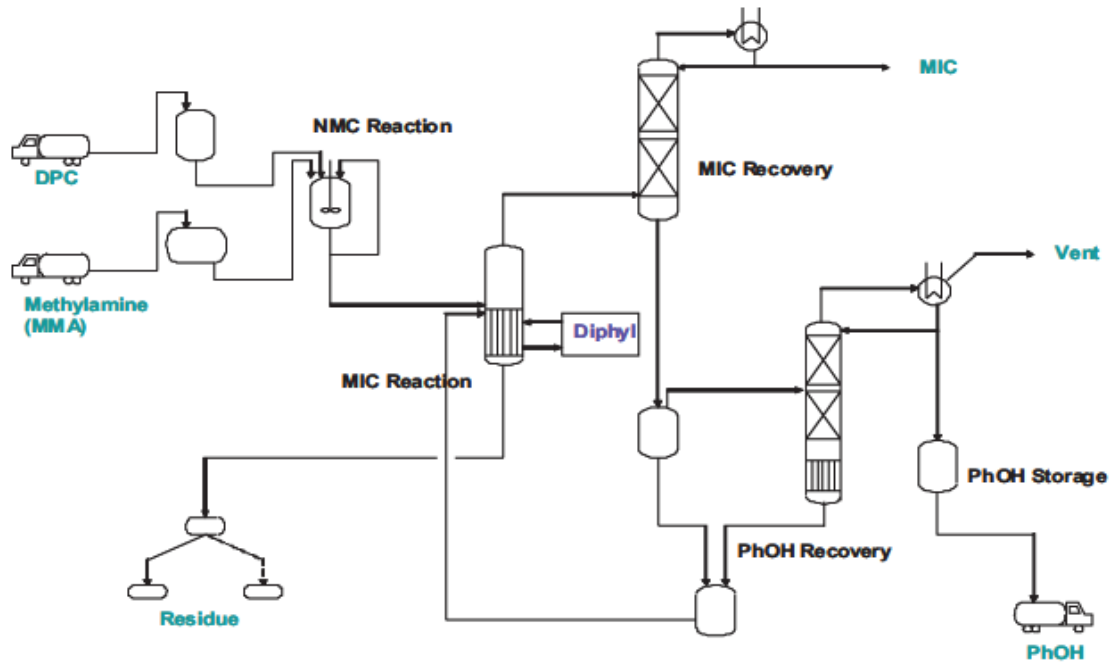 NMC Reaction
MIC
DPC
MIC Recovery
Methylamine
(MMA)
Vent
Diphyl
MIC Reaction
PhOH Storage
PhOH Recovery
Residue
PhOH